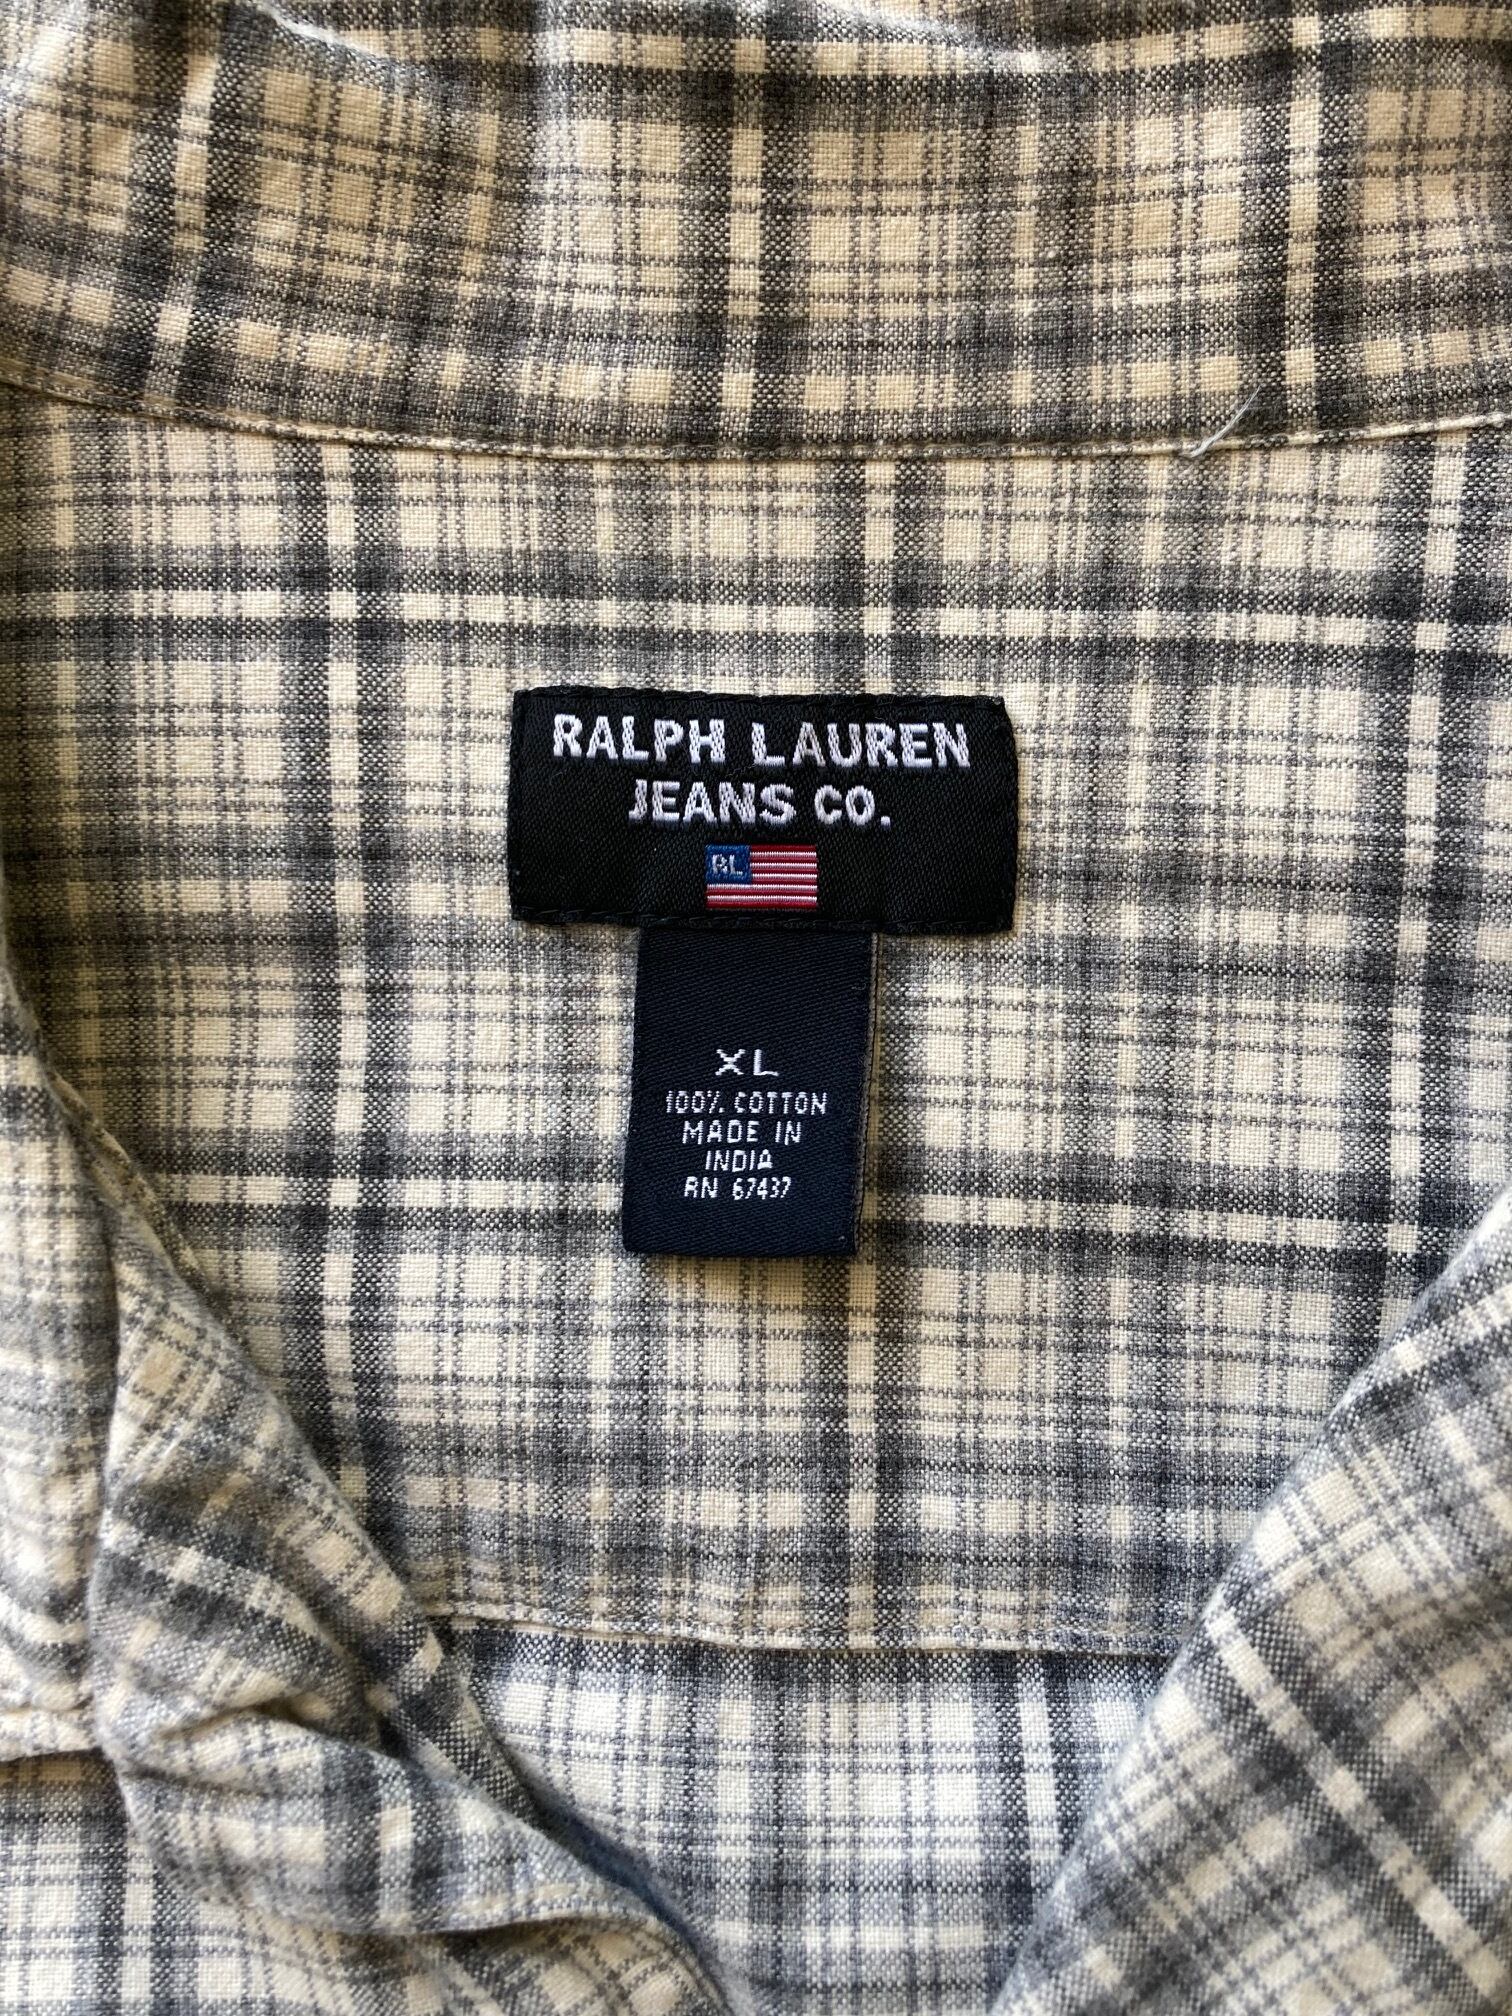 RALPH LAUREN
JEANS CO.
RL
XL
100% COTTON
MADE IN
INDIA
RN 67437